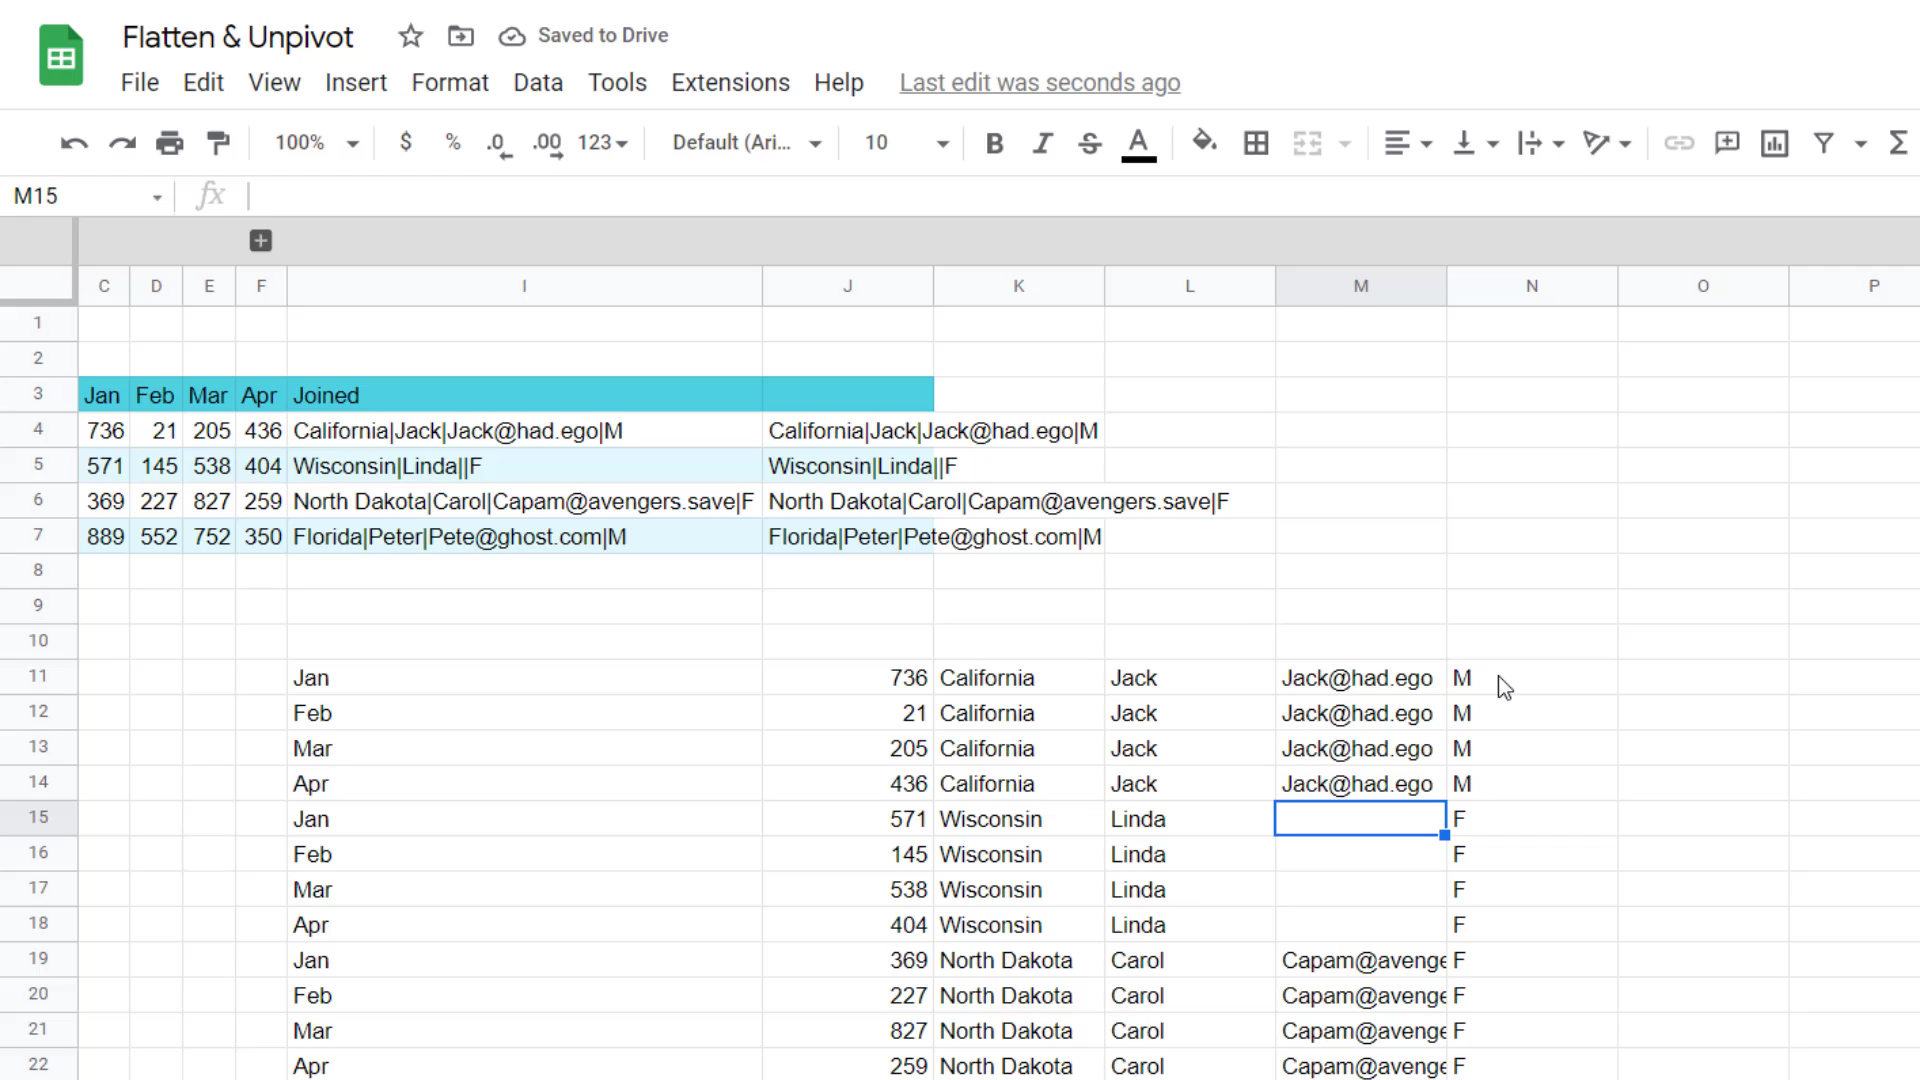 Flatten & Unpivot Saved to Drive
File Edit View Insert Format Data Tools Extensions Help Last edit was seconds ago
100% $ % .0 .00 123 Default (Ari... 10 B I S A Σ
M15 fx
C D E F I J K L M N O P
1
2
3 Jan Feb Mar Apr Joined
4 736 21 205 436 California|Jack|Jack@had.ego|M California|Jack|Jack@had.ego|M
5 571 145 538 404 Wisconsin|Linda||F Wisconsin|Linda||F
6 369 227 827 259 North Dakota|Carol|Capam@avengers.save|F North Dakota|Carol|Capam@avengers.save|F
7 889 552 752 350 Florida|Peter|Pete@ghost.com|M Florida|Peter|Pete@ghost.com|M
8
9
10
11 Jan 736 California Jack Jack@had.ego M
12 Feb 21 California Jack Jack@had.ego M
13 Mar 205 California Jack Jack@had.ego M
14 Apr 436 California Jack Jack@had.ego M
15 Jan 571 Wisconsin Linda F
16 Feb 145 Wisconsin Linda F
17 Mar 538 Wisconsin Linda F
18 Apr 404 Wisconsin Linda F
19 Jan 369 North Dakota Carol Capam@avenge F
20 Feb 227 North Dakota Carol Capam@avenge F
21 Mar 827 North Dakota Carol Capam@avenge F
22 Apr 259 North Dakota Carol Capam@avenge F